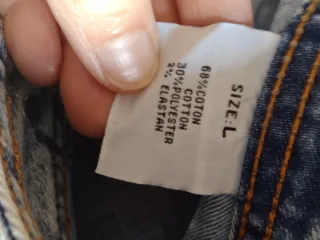 SIZE:L
68%COTON
COTTON
30%POLYESTER
2% ELASTAN